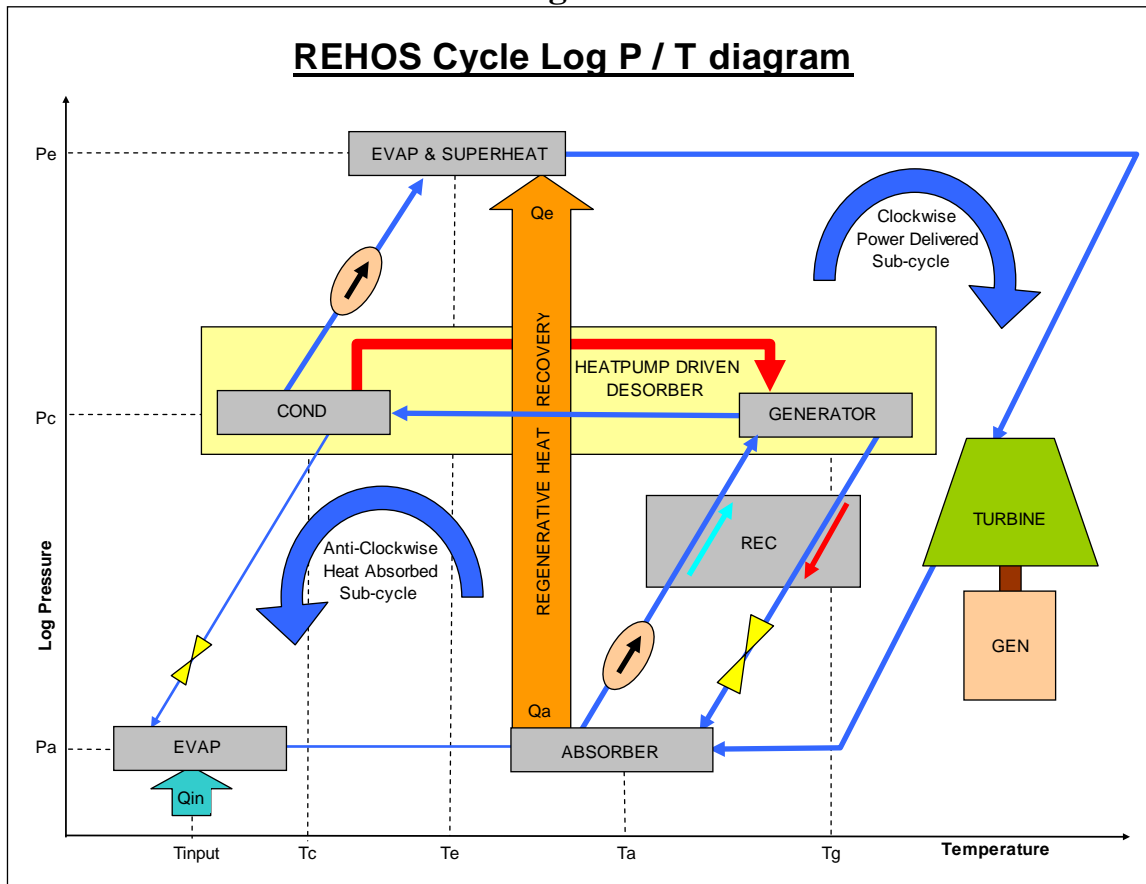 REHOS Cycle Log P / T diagram
Pe
EVAP & SUPERHEAT
Qe
Clockwise
Power Delivered
Sub-cycle
REGENERATIVE HEAT RECOVERY
HEATPUMP DRIVEN
DESORBER
Pc
COND
GENERATOR
TURBINE
REC
Anti-Clockwise
Heat Absorbed
Sub-cycle
Log Pressure
GEN
Qa
Pa
EVAP
ABSORBER
Qin
Tinput
Tc
Te
Ta
Tg
Temperature